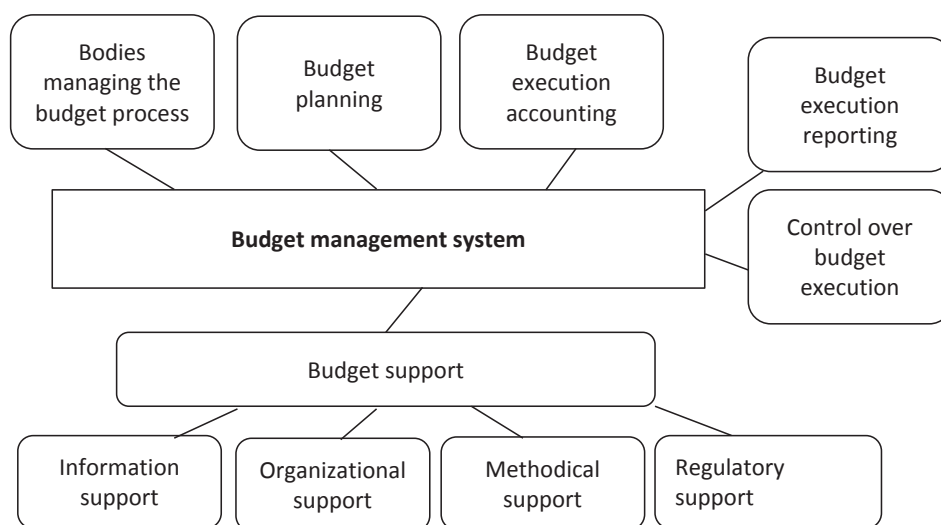 Bodies
managing the
budget process
Budget
planning
Budget
execution
accounting
Budget
execution
reporting
Budget management system
Control over
budget
execution
Budget support
Information
support
Organizational
support
Methodical
support
Regulatory
support